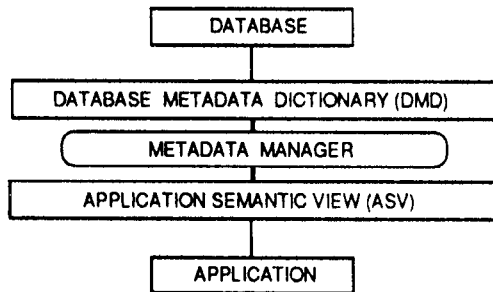 DATABASE
DATABASE METADATA DICTIONARY (DMD)
METADATA MANAGER
APPLICATION SEMANTIC VIEW (ASV)
APPLICATION